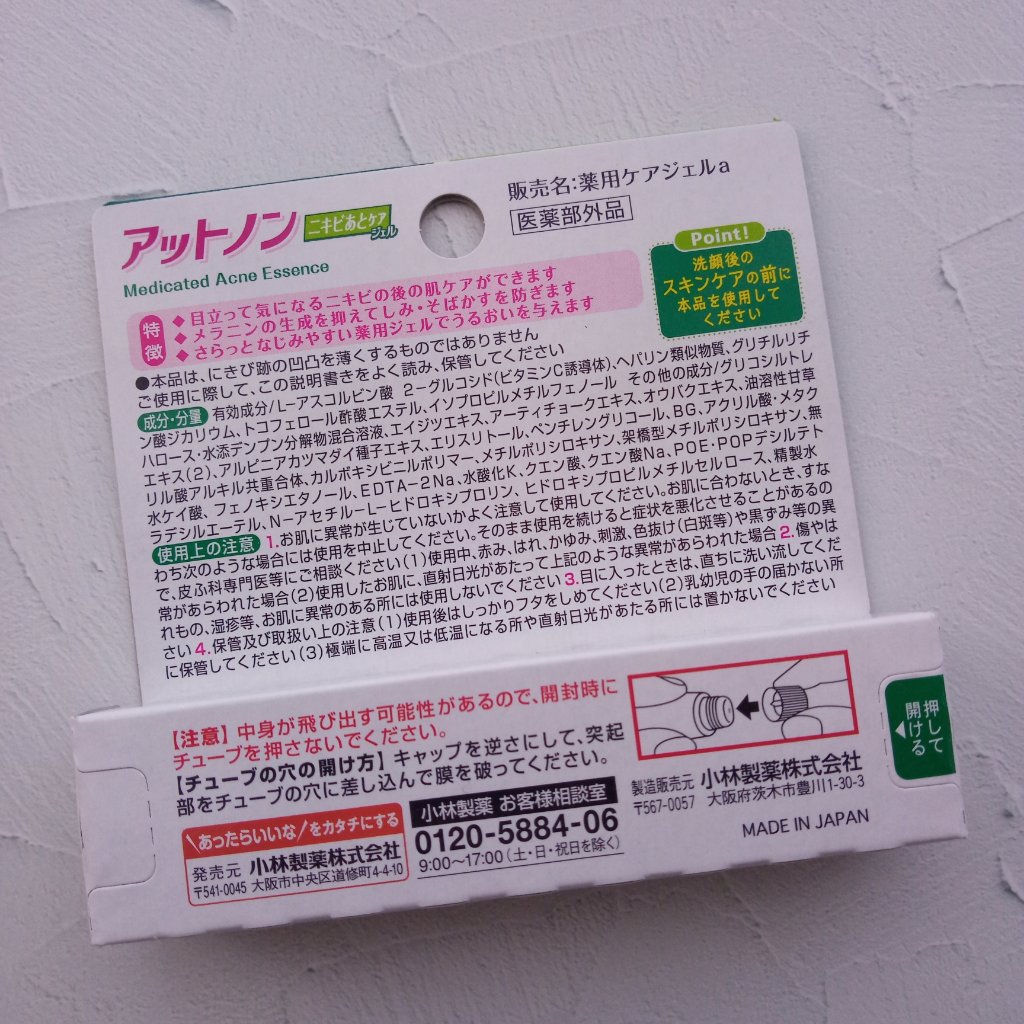 アットノン ニキビあとケア ジェル
Medicated Acne Essence
販売名:薬用ケアジェルa
医薬部外品
特徴
◆目立って気になるニキビの後の肌ケアができます
◆メラニンの生成を抑えてしみ・そばかすを防ぎます
◆さらっとなじみやすい薬用ジェルでうるおいを与えます
Point!
洗顔後の
スキンケアの前に
本品を使用して
ください
●本品は、にきび跡の凹凸を薄くするものではありません
ご使用に際して、この説明書きをよく読み、保管してください
成分・分量 有効成分/L-アスコルビン酸 2-グルコシド(ビタミンC誘導体)、ヘパリン類似物質、グリチルリチ
ン酸ジカリウム、トコフェロール酢酸エステル、イソプロピルメチルフェノール その他の成分/グリコシルトレ
ハロース・水添デンプン分解物混合溶液、エイジツエキス、アーティチョークエキス、オウバクエキス、油溶性甘草
エキス(2)、アルピニアカツマダイ種子エキス、エリスリトール、ペンチレングリコール、BG、アクリル酸・メタク
リル酸アルキル共重合体、カルボキシビニルポリマー、メチルポリシロキサン、架橋型メチルポリシロキサン、無
水ケイ酸、フェノキシエタノール、EDTA-2Na、水酸化K、クエン酸、クエン酸Na、POE・POPデシルテト
ラデシルエーテル、N-アセチル-L-ヒドロキシプロリン、ヒドロキシプロピルメチルセルロース、精製水
使用上の注意 1.お肌に異常が生じていないかよく注意して使用してください。お肌に合わないとき、すな
わち次のような場合には使用を中止してください。そのまま使用を続けると症状を悪化させることがあるの
で、皮ふ科専門医等にご相談ください(1)使用中、赤み、はれ、かゆみ、刺激、色抜け(白斑等)や黒ずみ等の異
常があらわれた場合(2)使用したお肌に、直射日光があたって上記のような異常があらわれた場合 2.傷やは
れもの、湿疹等、お肌に異常のある所には使用しないでください 3.目に入ったときは、直ちに洗い流してくだ
さい 4.保管及び取扱い上の注意(1)使用後はしっかりフタをしめてください(2)乳幼児の手の届かない所
に保管してください(3)極端に高温又は低温になる所や直射日光があたる所には置かないでください
【注意】中身が飛び出す可能性があるので、開封時に
チューブを押さないでください。
【チューブの穴の開け方】キャップを逆さにして、突起
部をチューブの穴に差し込んで膜を破ってください。
押して
開ける
\あったらいいな/をカタチにする
発売元 小林製薬株式会社
〒541-0045 大阪市中央区道修町4-4-10
小林製薬 お客様相談室
0120-5884-06
9:00〜17:00(土・日・祝日を除く)
製造販売元 小林製薬株式会社
〒567-0057 大阪府茨木市豊川1-30-3
MADE IN JAPAN